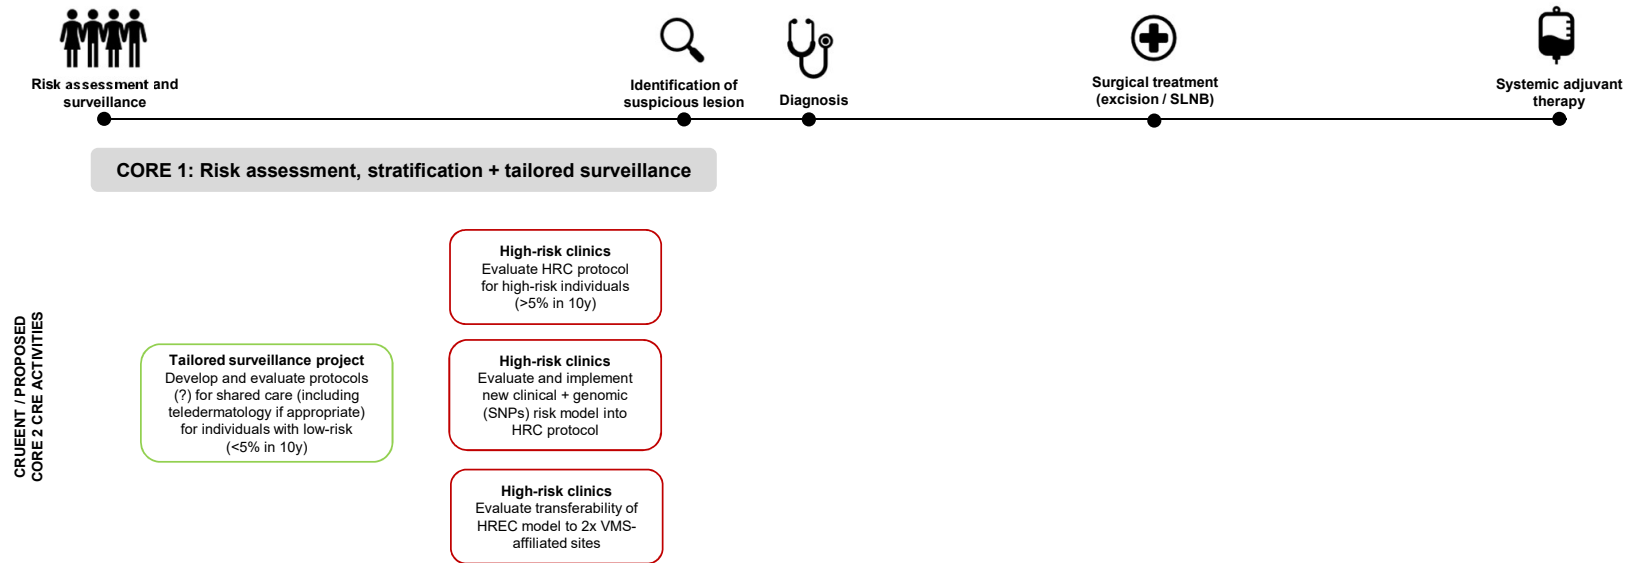 Risk assessment and
surveillance
Identification of
suspicious lesion
Diagnosis
Surgical treatment
(excision / SLNB)
Systemic adjuvant
therapy
CORE 1: Risk assessment, stratification + tailored surveillance
CRUEENT / PROPOSED
CORE 2 CRE ACTIVITIES
Tailored surveillance project
Develop and evaluate protocols
(?) for shared care (including
teledermatology if appropriate)
for individuals with low-risk
(<5% in 10y)
High-risk clinics
Evaluate HRC protocol
for high-risk individuals
(>5% in 10y)
High-risk clinics
Evaluate and implement
new clinical + genomic
(SNPs) risk model into
HRC protocol
High-risk clinics
Evaluate transferability of
HREC model to 2x VMS-
affiliated sites